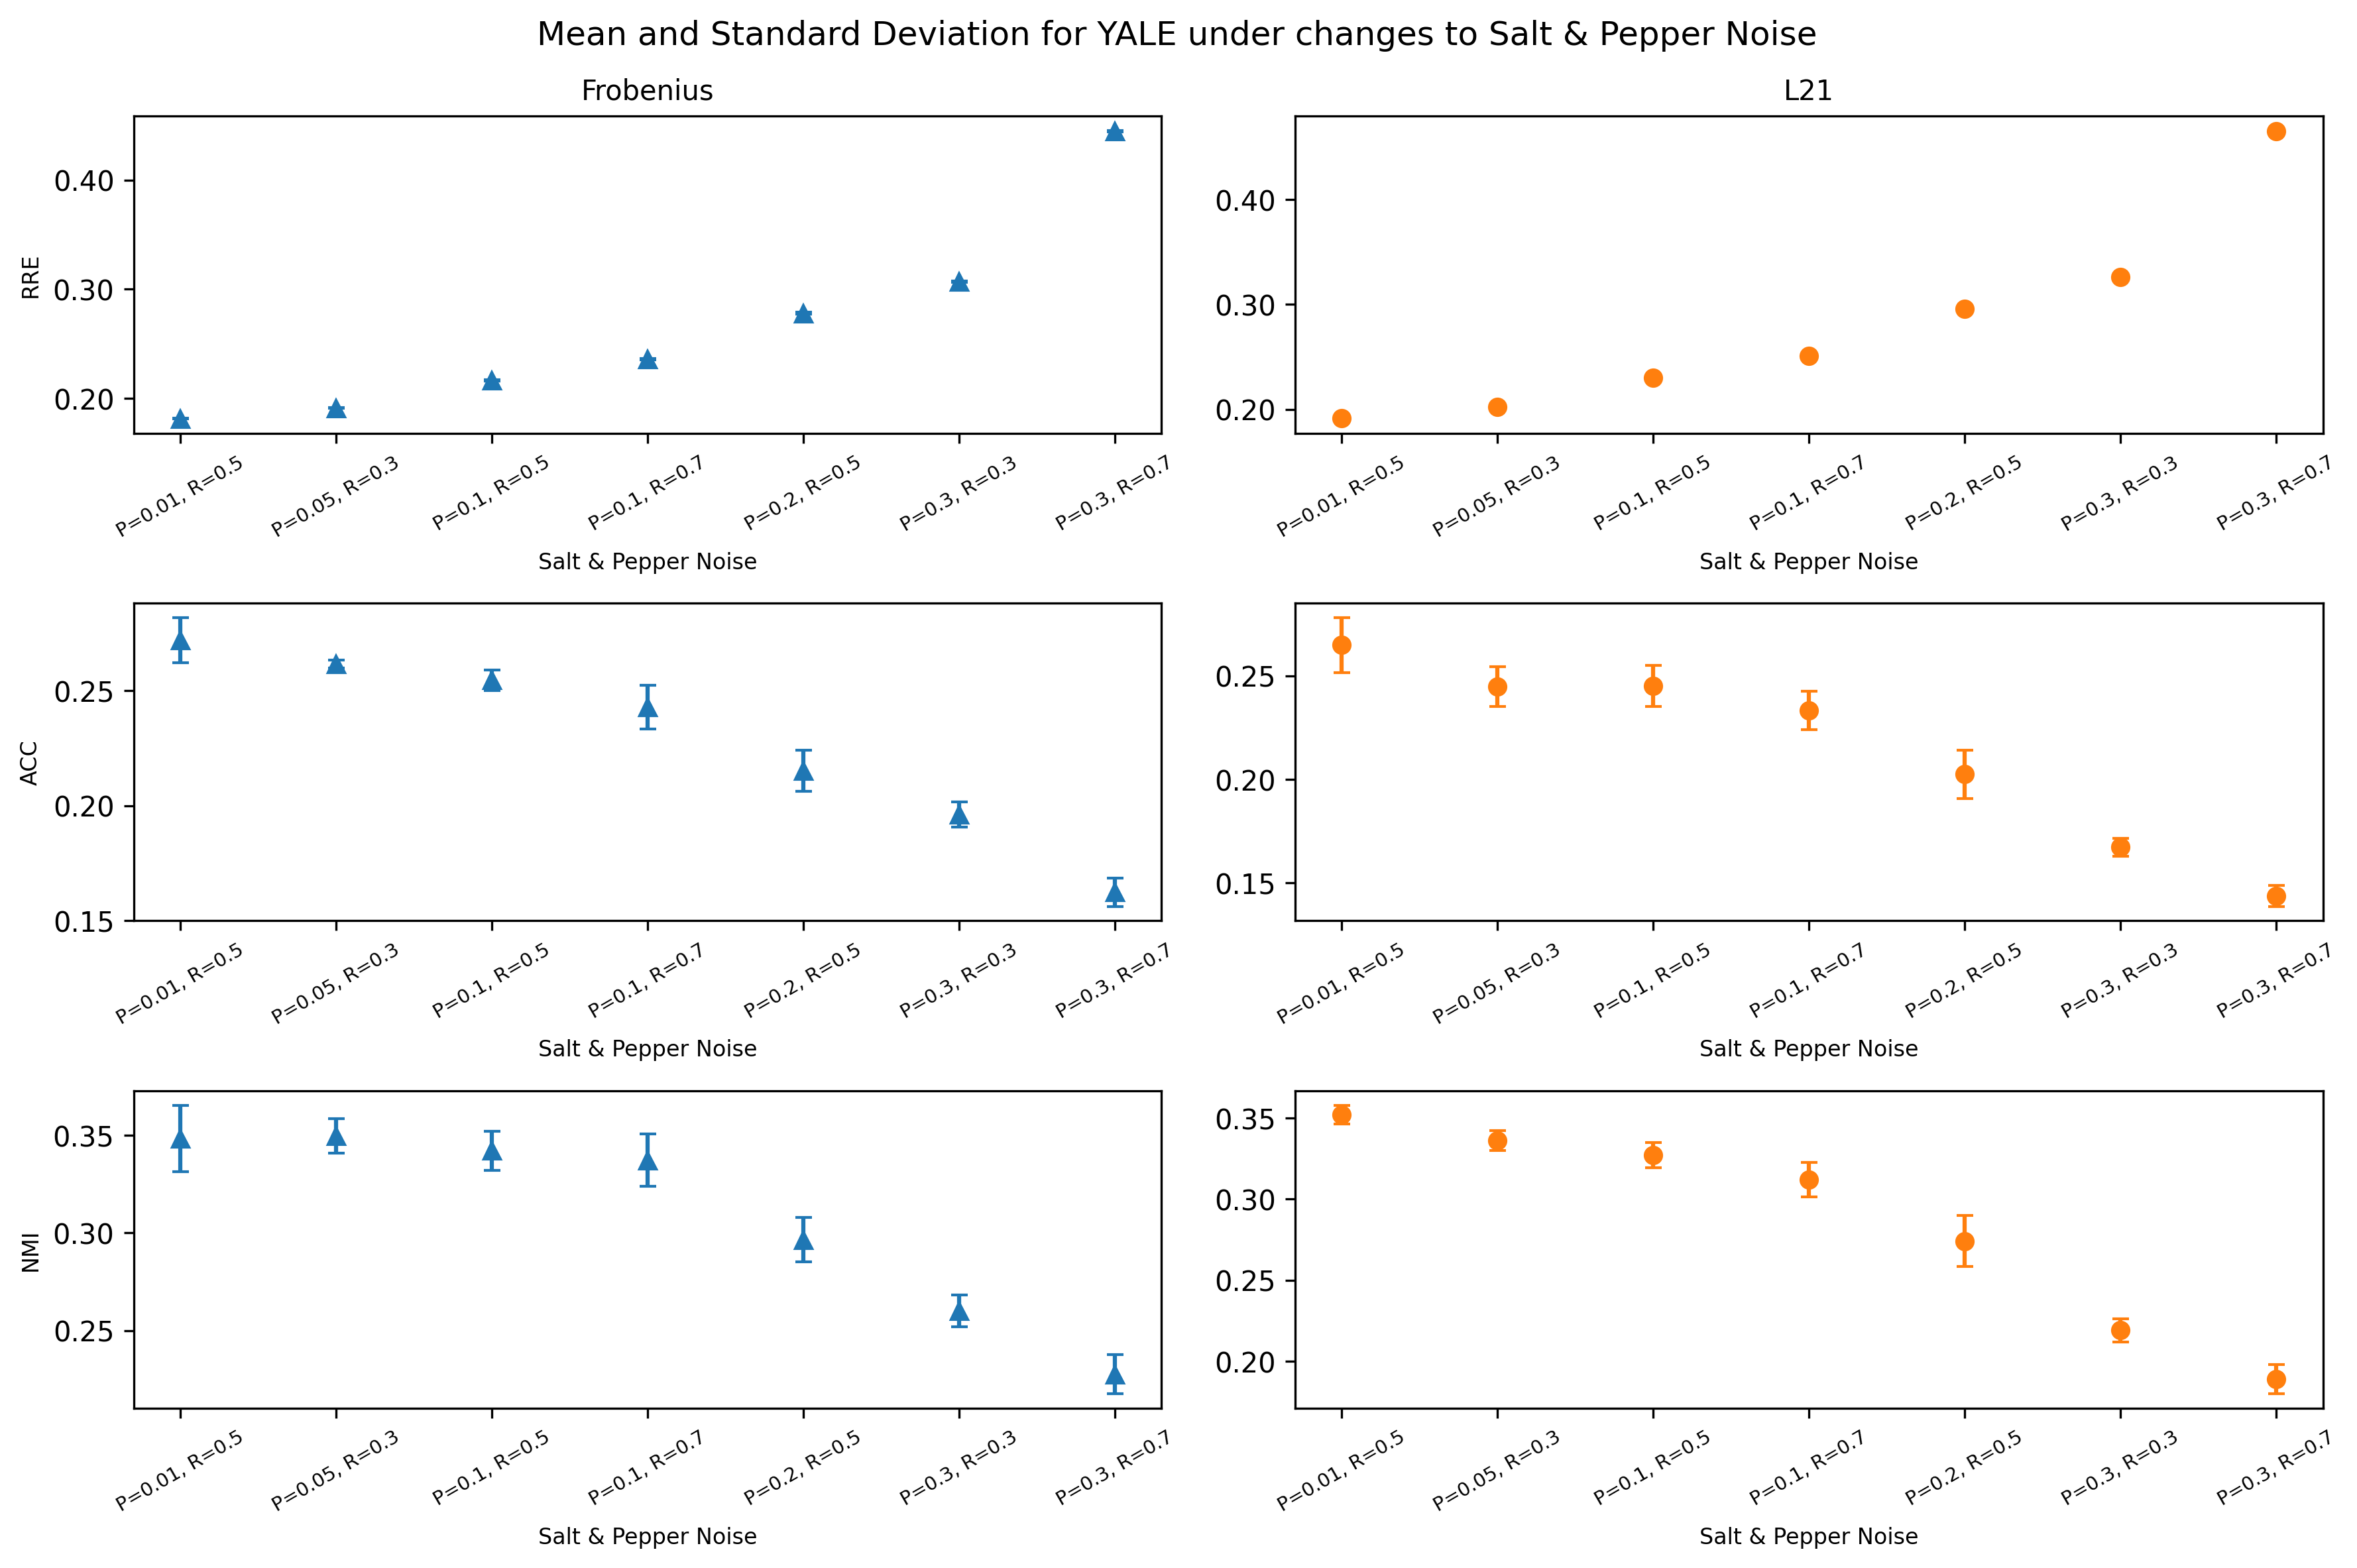 Mean and Standard Deviation for YALE under changes to Salt & Pepper Noise
Frobenius
RRE
0.40
0.30
0.20
P=0.01, R=0.5
P=0.05, R=0.3
P=0.1, R=0.5
P=0.1, R=0.7
P=0.2, R=0.5
P=0.3, R=0.3
P=0.3, R=0.7
Salt & Pepper Noise
L21
0.40
0.30
0.20
P=0.01, R=0.5
P=0.05, R=0.3
P=0.1, R=0.5
P=0.1, R=0.7
P=0.2, R=0.5
P=0.3, R=0.3
P=0.3, R=0.7
Salt & Pepper Noise
ACC
0.25
0.20
0.15
P=0.01, R=0.5
P=0.05, R=0.3
P=0.1, R=0.5
P=0.1, R=0.7
P=0.2, R=0.5
P=0.3, R=0.3
P=0.3, R=0.7
Salt & Pepper Noise
0.25
0.20
0.15
P=0.01, R=0.5
P=0.05, R=0.3
P=0.1, R=0.5
P=0.1, R=0.7
P=0.2, R=0.5
P=0.3, R=0.3
P=0.3, R=0.7
Salt & Pepper Noise
NMI
0.35
0.30
0.25
P=0.01, R=0.5
P=0.05, R=0.3
P=0.1, R=0.5
P=0.1, R=0.7
P=0.2, R=0.5
P=0.3, R=0.3
P=0.3, R=0.7
Salt & Pepper Noise
0.35
0.30
0.25
0.20
P=0.01, R=0.5
P=0.05, R=0.3
P=0.1, R=0.5
P=0.1, R=0.7
P=0.2, R=0.5
P=0.3, R=0.3
P=0.3, R=0.7
Salt & Pepper Noise